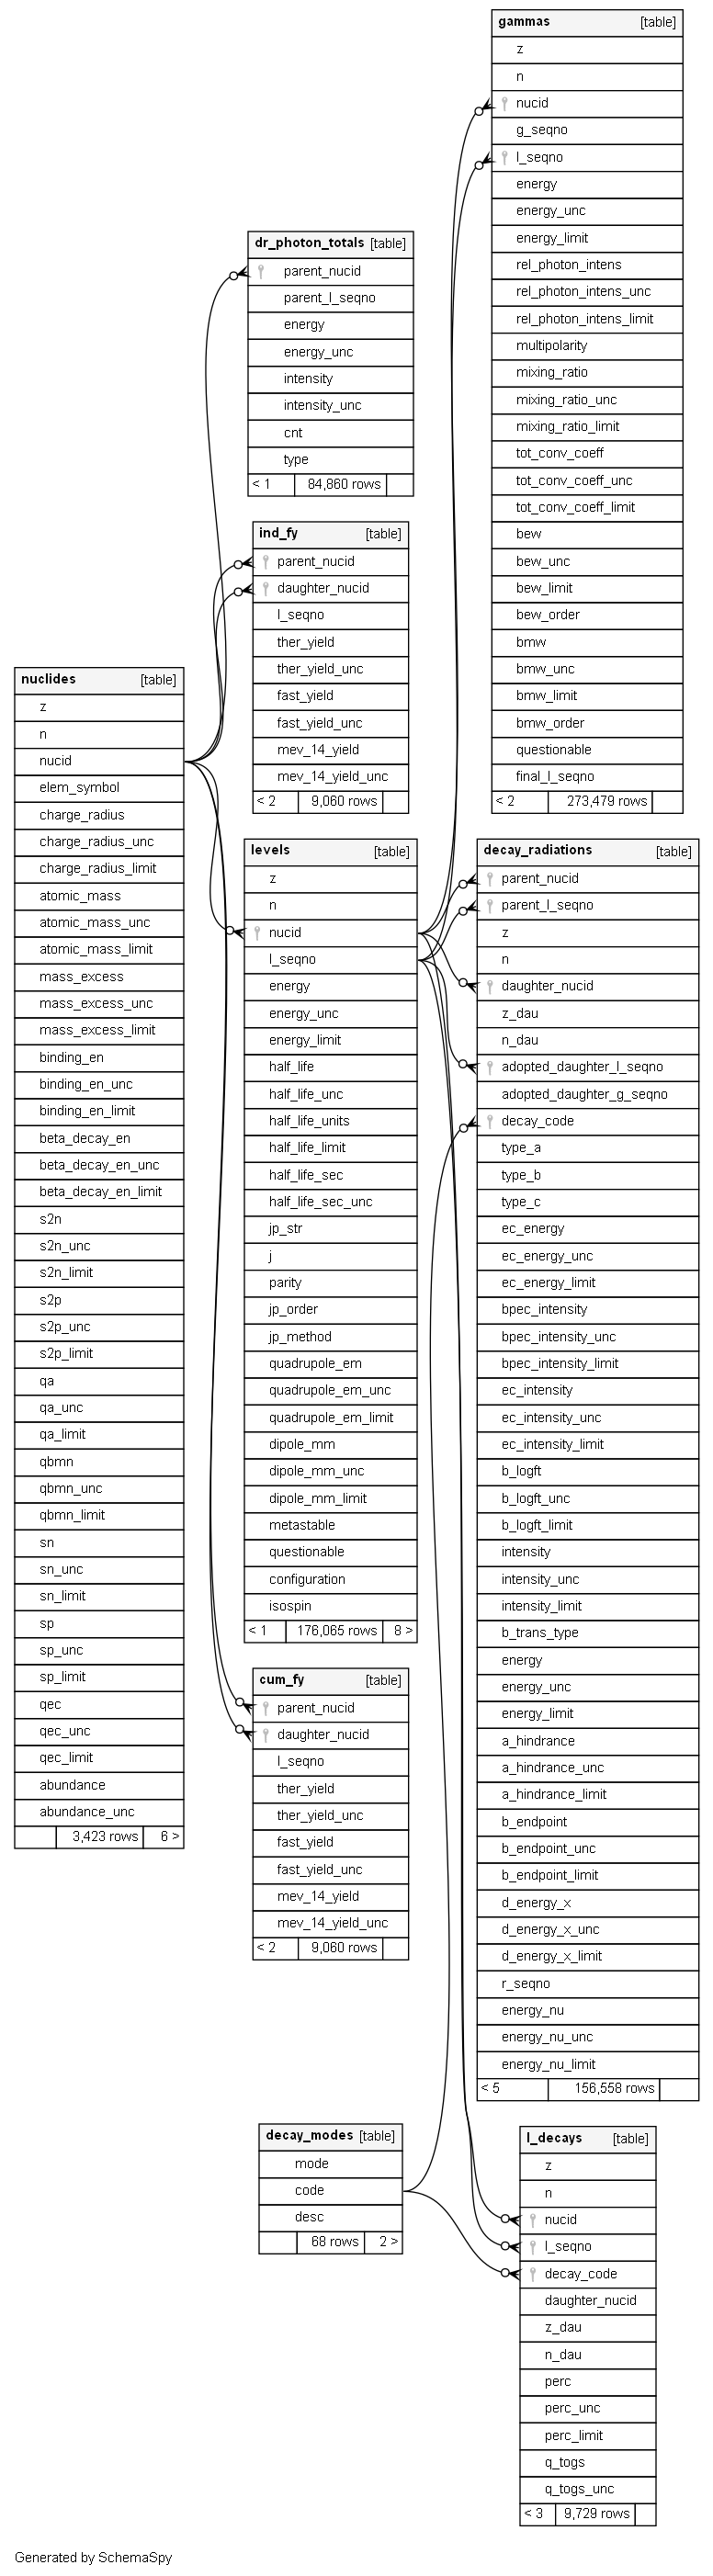 gammas [table]
z
n
nucid
g_seqno
l_seqno
energy
energy_unc
energy_limit
rel_photon_intens
rel_photon_intens_unc
rel_photon_intens_limit
multipolarity
mixing_ratio
mixing_ratio_unc
mixing_ratio_limit
tot_conv_coeff
tot_conv_coeff_unc
tot_conv_coeff_limit
bew
bew_unc
bew_limit
bew_order
bmw
bmw_unc
bmw_limit
bmw_order
questionable
final_l_seqno
< 2 273,479 rows
dr_photon_totals [table]
parent_nucid
parent_l_seqno
energy
energy_unc
intensity
intensity_unc
cnt
type
< 1 84,860 rows
ind_fy [table]
parent_nucid
daughter_nucid
l_seqno
ther_yield
ther_yield_unc
fast_yield
fast_yield_unc
mev_14_yield
mev_14_yield_unc
< 2 9,060 rows
nuclides [table]
z
n
nucid
elem_symbol
charge_radius
charge_radius_unc
charge_radius_limit
atomic_mass
atomic_mass_unc
atomic_mass_limit
mass_excess
mass_excess_unc
mass_excess_limit
binding_en
binding_en_unc
binding_en_limit
beta_decay_en
beta_decay_en_unc
beta_decay_en_limit
s2n
s2n_unc
s2n_limit
s2p
s2p_unc
s2p_limit
qa
qa_unc
qa_limit
qbmn
qbmn_unc
qbmn_limit
sn
sn_unc
sn_limit
sp
sp_unc
sp_limit
qec
qec_unc
qec_limit
abundance
abundance_unc
3,423 rows 6 >
levels [table]
z
n
nucid
l_seqno
energy
energy_unc
energy_limit
half_life
half_life_unc
half_life_units
half_life_limit
half_life_sec
half_life_sec_unc
jp_str
j
parity
jp_order
jp_method
quadrupole_em
quadrupole_em_unc
quadrupole_em_limit
dipole_mm
dipole_mm_unc
dipole_mm_limit
metastable
questionable
configuration
isospin
< 1 176,065 rows 8 >
decay_radiations [table]
parent_nucid
parent_l_seqno
z
n
daughter_nucid
z_dau
n_dau
adopted_daughter_l_seqno
adopted_daughter_g_seqno
decay_code
type_a
type_b
type_c
ec_energy
ec_energy_unc
ec_energy_limit
bpec_intensity
bpec_intensity_unc
bpec_intensity_limit
ec_intensity
ec_intensity_unc
ec_intensity_limit
b_logft
b_logft_unc
b_logft_limit
intensity
intensity_unc
intensity_limit
b_trans_type
energy
energy_unc
energy_limit
a_hindrance
a_hindrance_unc
a_hindrance_limit
b_endpoint
b_endpoint_unc
b_endpoint_limit
d_energy_x
d_energy_x_unc
d_energy_x_limit
r_seqno
energy_nu
energy_nu_unc
energy_nu_limit
< 5 156,558 rows
cum_fy [table]
parent_nucid
daughter_nucid
l_seqno
ther_yield
ther_yield_unc
fast_yield
fast_yield_unc
mev_14_yield
mev_14_yield_unc
< 2 9,060 rows
decay_modes [table]
mode
code
desc
68 rows 2 >
l_decays [table]
z
n
nucid
l_seqno
decay_code
daughter_nucid
z_dau
n_dau
perc
perc_unc
perc_limit
q_togs
q_togs_unc
< 3 9,729 rows
Generated by SchemaSpy